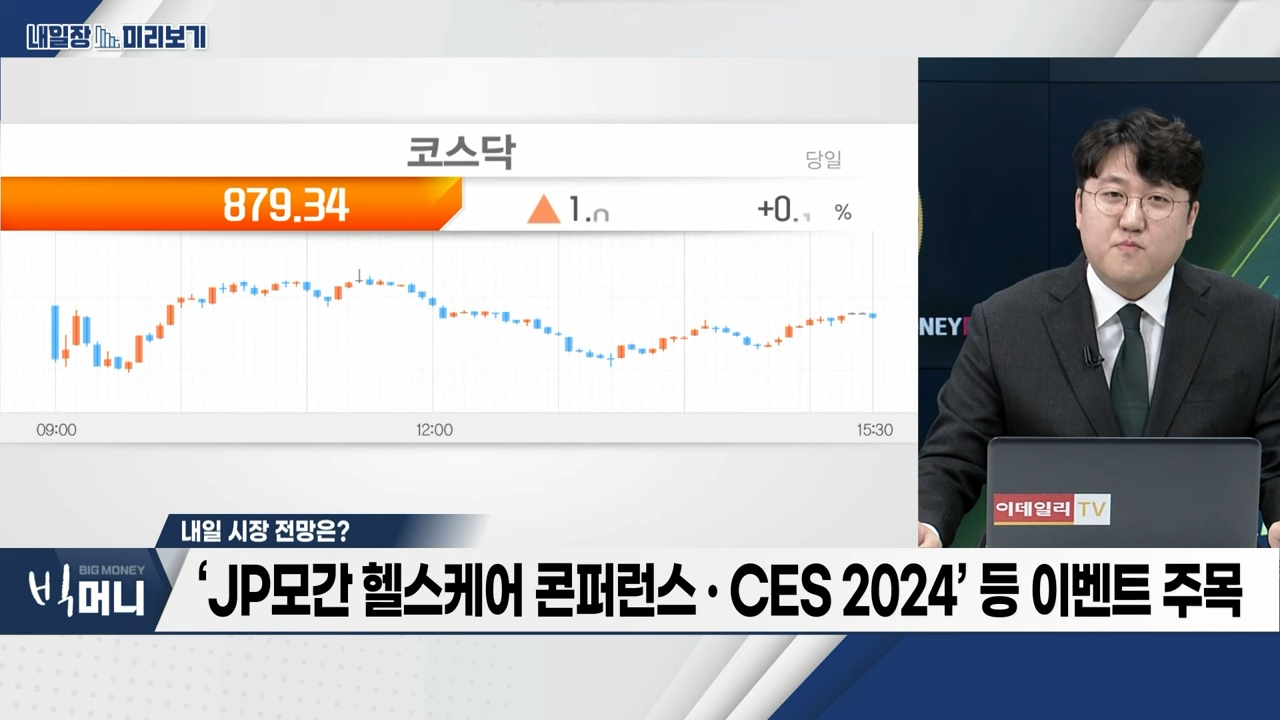 내일장 미리보기
코스닥
당일
879.34
▲ 1.
+0. %
09:00
12:00
15:30
NEY
이데일리 TV
내일 시장 전망은?
BIG MONEY
빅머니
‘JP모간 헬스케어 콘퍼런스·CES 2024’ 등 이벤트 주목